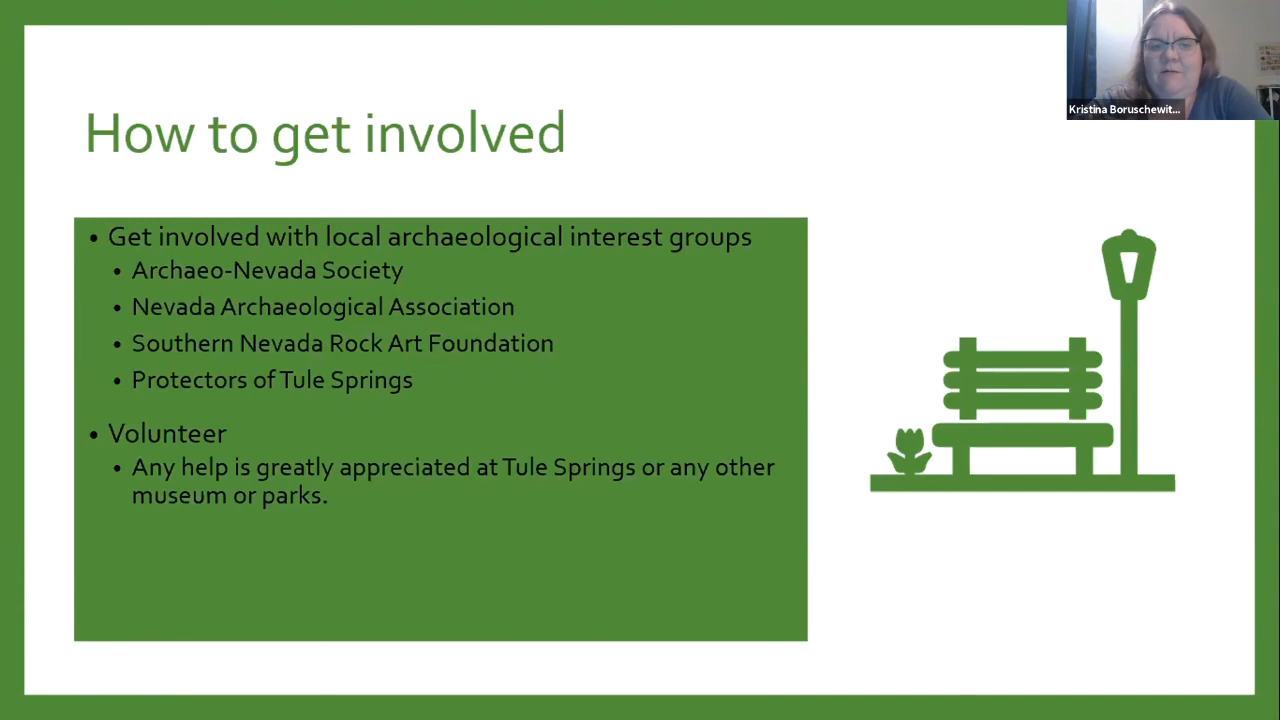 Kristina Boruschewit...
How to get involved
• Get involved with local archaeological interest groups
• Archaeo-Nevada Society
• Nevada Archaeological Association
• Southern Nevada Rock Art Foundation
• Protectors of Tule Springs
• Volunteer
• Any help is greatly appreciated at Tule Springs or any other
museum or parks.